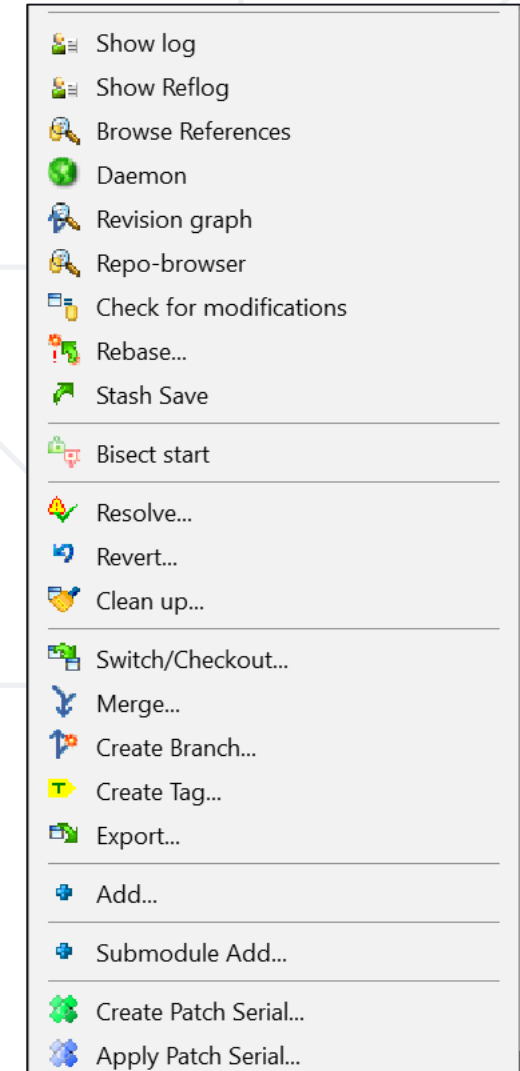 Show log
Show Reflog
Browse References
Daemon
Revision graph
Repo-browser
Check for modifications
Rebase...
Stash Save
Bisect start
Resolve...
Revert...
Clean up...
Switch/Checkout...
Merge...
Create Branch...
Create Tag...
Export...
Add...
Submodule Add...
Create Patch Serial...
Apply Patch Serial...